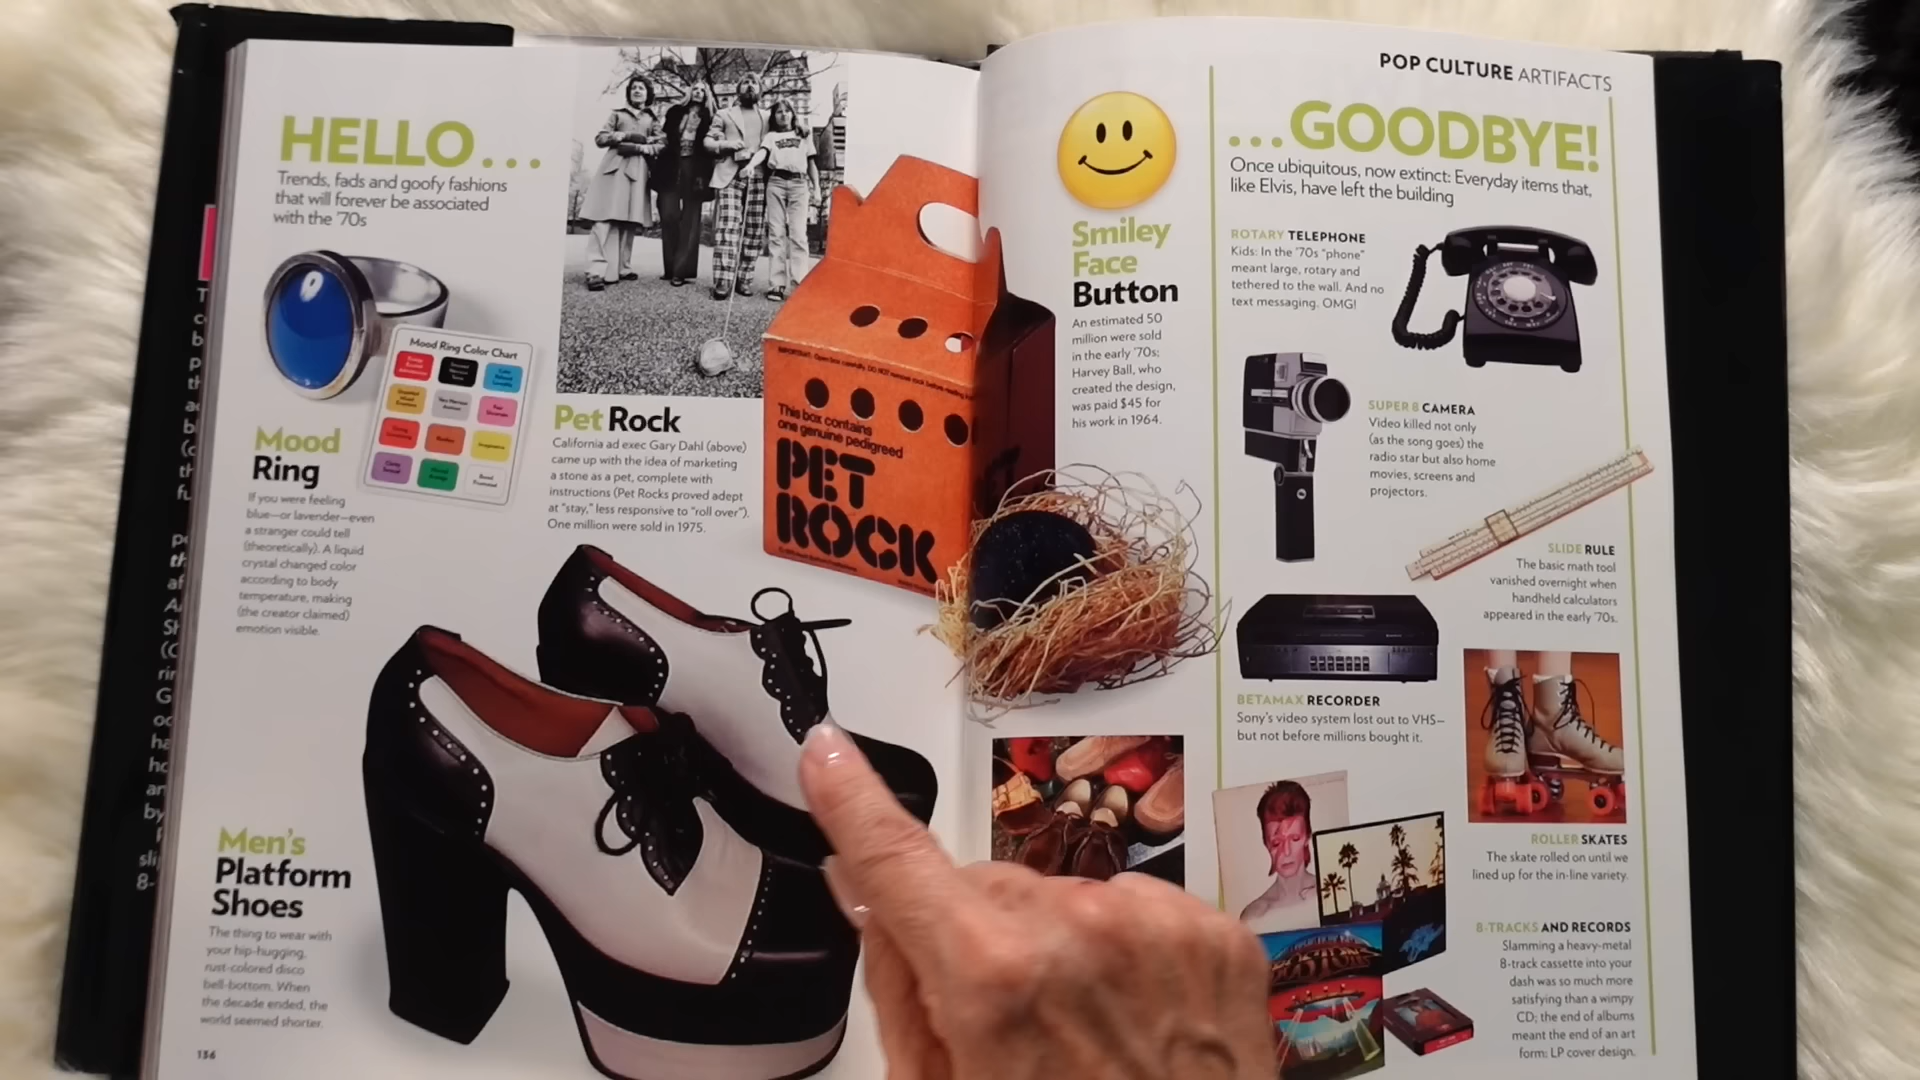 HELLO...
Trends, fads and goofy fashions
that will forever be associated
with the '70s
Mood Ring Color Chart
Mood
Ring
If you were feeling
blue—or lavender—even
a stranger could tell
(theoretically). A liquid
crystal changed color
according to body
temperature, making
(the creator claimed)
emotion visible.
Pet Rock
California ad exec Gary Dahl (above)
came up with the idea of marketing
a stone as a pet, complete with
instructions (Pet Rocks proved adept
at "stay," less responsive to "roll over").
One million were sold in 1975.
This box contains
one genuine pedigreed
PET
ROCK
Men's
Platform
Shoes
The thing to wear with
your hip-hugging,
rust-colored disco
bell-bottom. When
the decade ended, the
world seemed shorter.
156
Smiley
Face
Button
An estimated 50
million were sold
in the early '70s;
Harvey Ball, who
created the design,
was paid $45 for
his work in 1964.
POP CULTURE ARTIFACTS
...GOODBYE!
Once ubiquitous, now extinct: Everyday items that,
like Elvis, have left the building
ROTARY TELEPHONE
Kids: In the '70s "phone"
meant large, rotary and
tethered to the wall. And no
text messaging. OMG!
SUPER 8 CAMERA
Video killed not only
(as the song goes) the
radio star but also home
movies, screens and
projectors.
SLIDE RULE
The basic math tool
vanished overnight when
handheld calculators
appeared in the early '70s.
BETAMAX RECORDER
Sony's video system lost out to VHS—
but not before millions bought it.
ROLLER SKATES
The skate rolled on until we
lined up for the in-line variety.
8-TRACKS AND RECORDS
Slamming a heavy-metal
8-track cassette into your
dash was so much more
satisfying than a wimpy
CD; the end of albums
meant the end of an art
form: LP cover design.